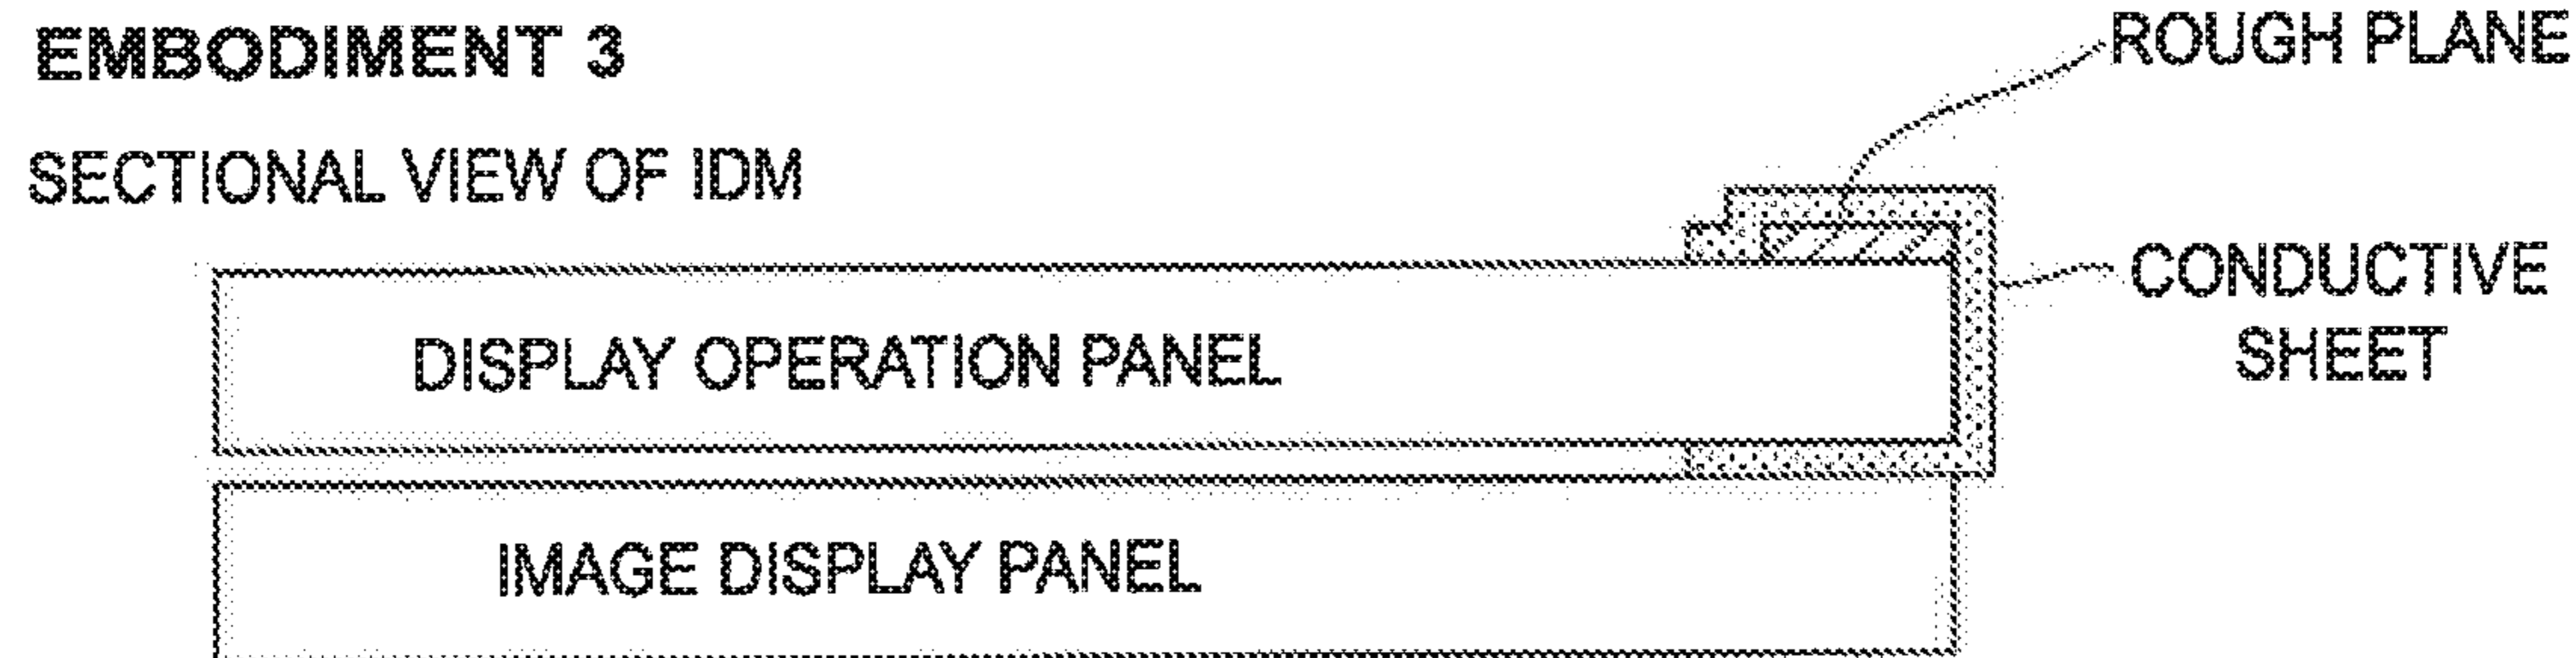 EMBODIMENT 3
SECTIONAL VIEW OF IDM
ROUGH PLANE
CONDUCTIVE
SHEET
DISPLAY OPERATION PANEL
IMAGE DISPLAY PANEL